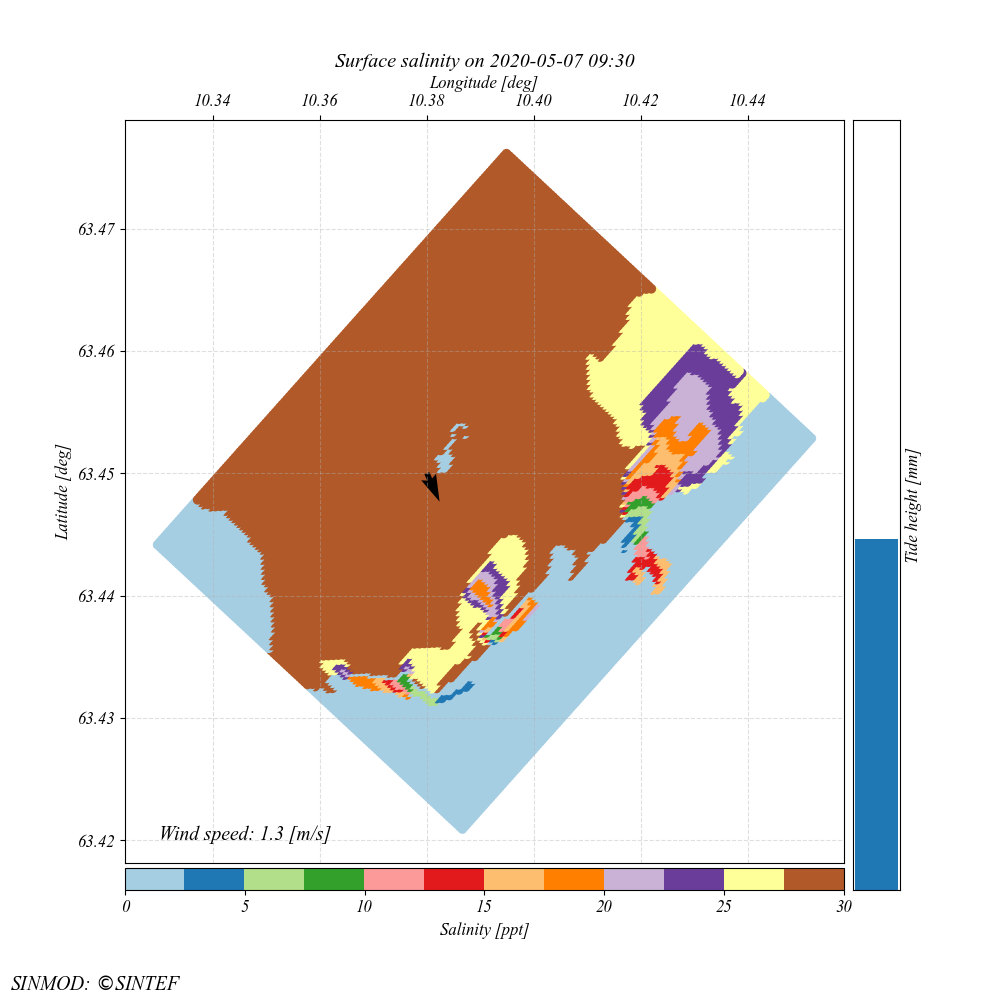 Surface salinity on 2020-05-07 09:30
Longitude [deg]
10.34 10.36 10.38 10.40 10.42 10.44
63.47
63.46
63.45
63.44
63.43
63.42
Latitude [deg]
Tide height [mm]
Wind speed: 1.3 [m/s]
0 5 10 15 20 25 30
Salinity [ppt]
SINMOD: ©SINTEF